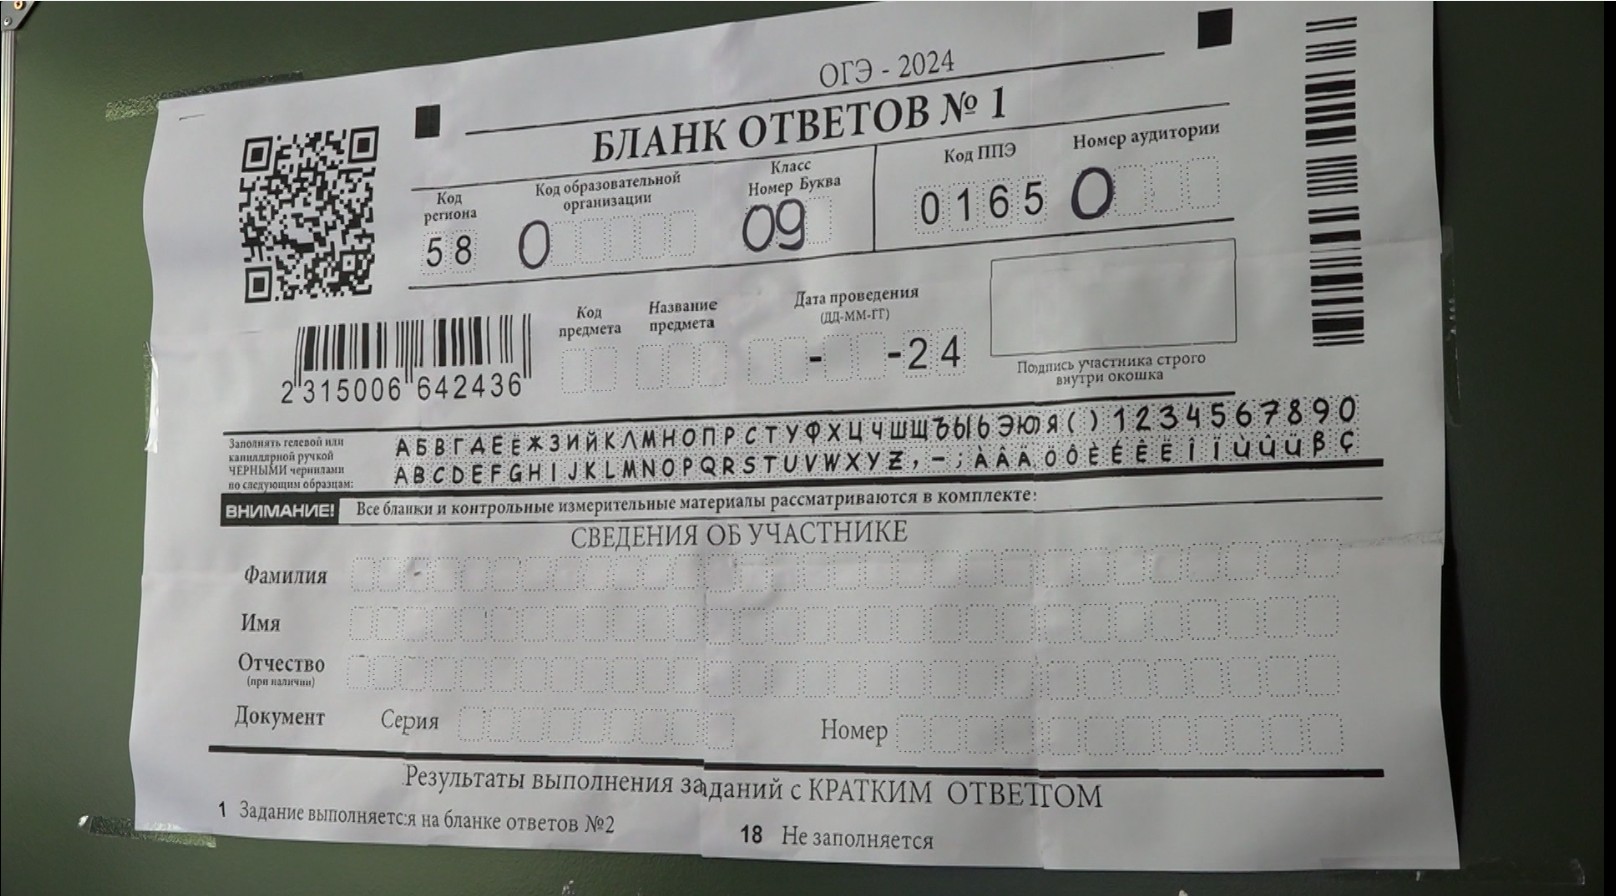 ОГЭ - 2024
БЛАНК ОТВЕТОВ № 1
Код региона
58
Код образовательной организации
0
Класс
Номер Буква
09
Код ППЭ
0165
Номер аудитории
0
2 315006 642436
Код предмета
Название предмета
Дата проведения
(ДД-ММ-ГГ)
- -24
Подпись участника строго внутри окошка
Заполнять гелевой или
капиллярной ручкой
ЧЕРНЫМИ чернилами
по следующим образцам:
АБВГДЕЁЖЗИЙКЛМНОПРСТУФХЦЧШЩЪЫЬЭЮЯ()1234567890
ABCDEFGHIJKLMNOPQRSTUVWXYZ,-;ÀÂÄÖÔÈÉÊËÎÏÙÛÜßÇ
ВНИМАНИЕ! Все бланки и контрольные измерительные материалы рассматриваются в комплекте!
СВЕДЕНИЯ ОБ УЧАСТНИКЕ
Фамилия
Имя
Отчество
(при наличии)
Документ Серия Номер
Результаты выполнения заданий с КРАТКИМ ОТВЕТОМ
1 Задание выполняется на бланке ответов №2
18 Не заполняется